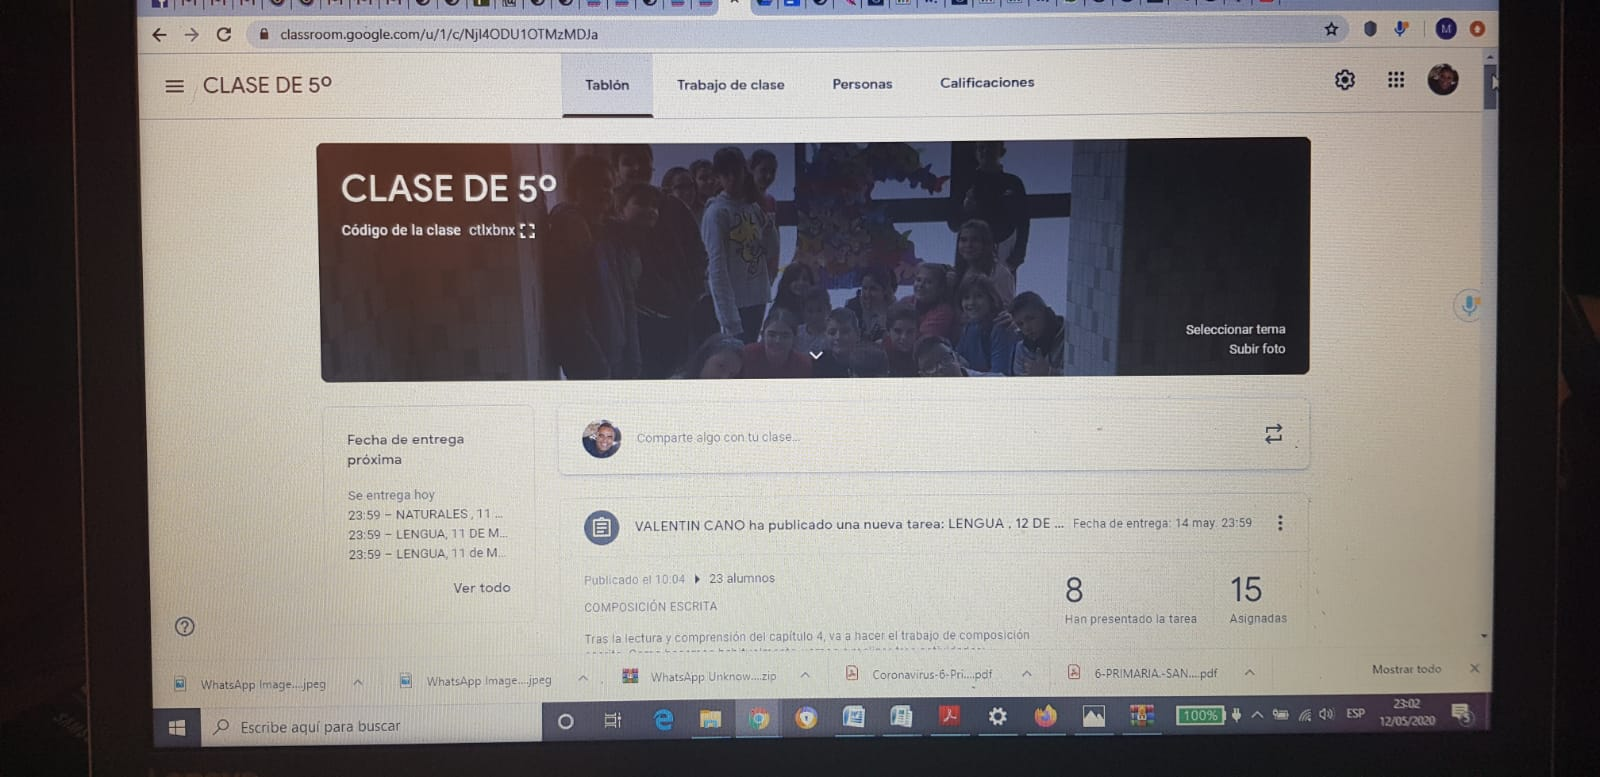 classroom.google.com/u/1/c/NjI4ODU1OTMzMDJa
M
CLASE DE 5º
Tablón
Trabajo de clase
Personas
Calificaciones
CLASE DE 5º
Código de la clase ctlxbnx
Seleccionar tema
Subir foto
Fecha de entrega
próxima
Se entrega hoy
23:59 – NATURALES , 11 ...
23:59 – LENGUA, 11 DE M...
23:59 – LENGUA, 11 de M...
Ver todo
Comparte algo con tu clase...
VALENTIN CANO ha publicado una nueva tarea: LENGUA , 12 DE ...
Fecha de entrega: 14 may. 23:59
Publicado el 10:04
23 alumnos
COMPOSICIÓN ESCRITA
Tras la lectura y comprensión del capítulo 4, va a hacer el trabajo de composición
8
Han presentado la tarea
15
Asignadas
WhatsApp Image....jpeg
WhatsApp Image....jpeg
WhatsApp Unknow....zip
Coronavirus-6-Pri....pdf
6-PRIMARIA.-SAN....pdf
Mostrar todo
Escribe aquí para buscar
100%
ESP
23:02
12/05/2020
5